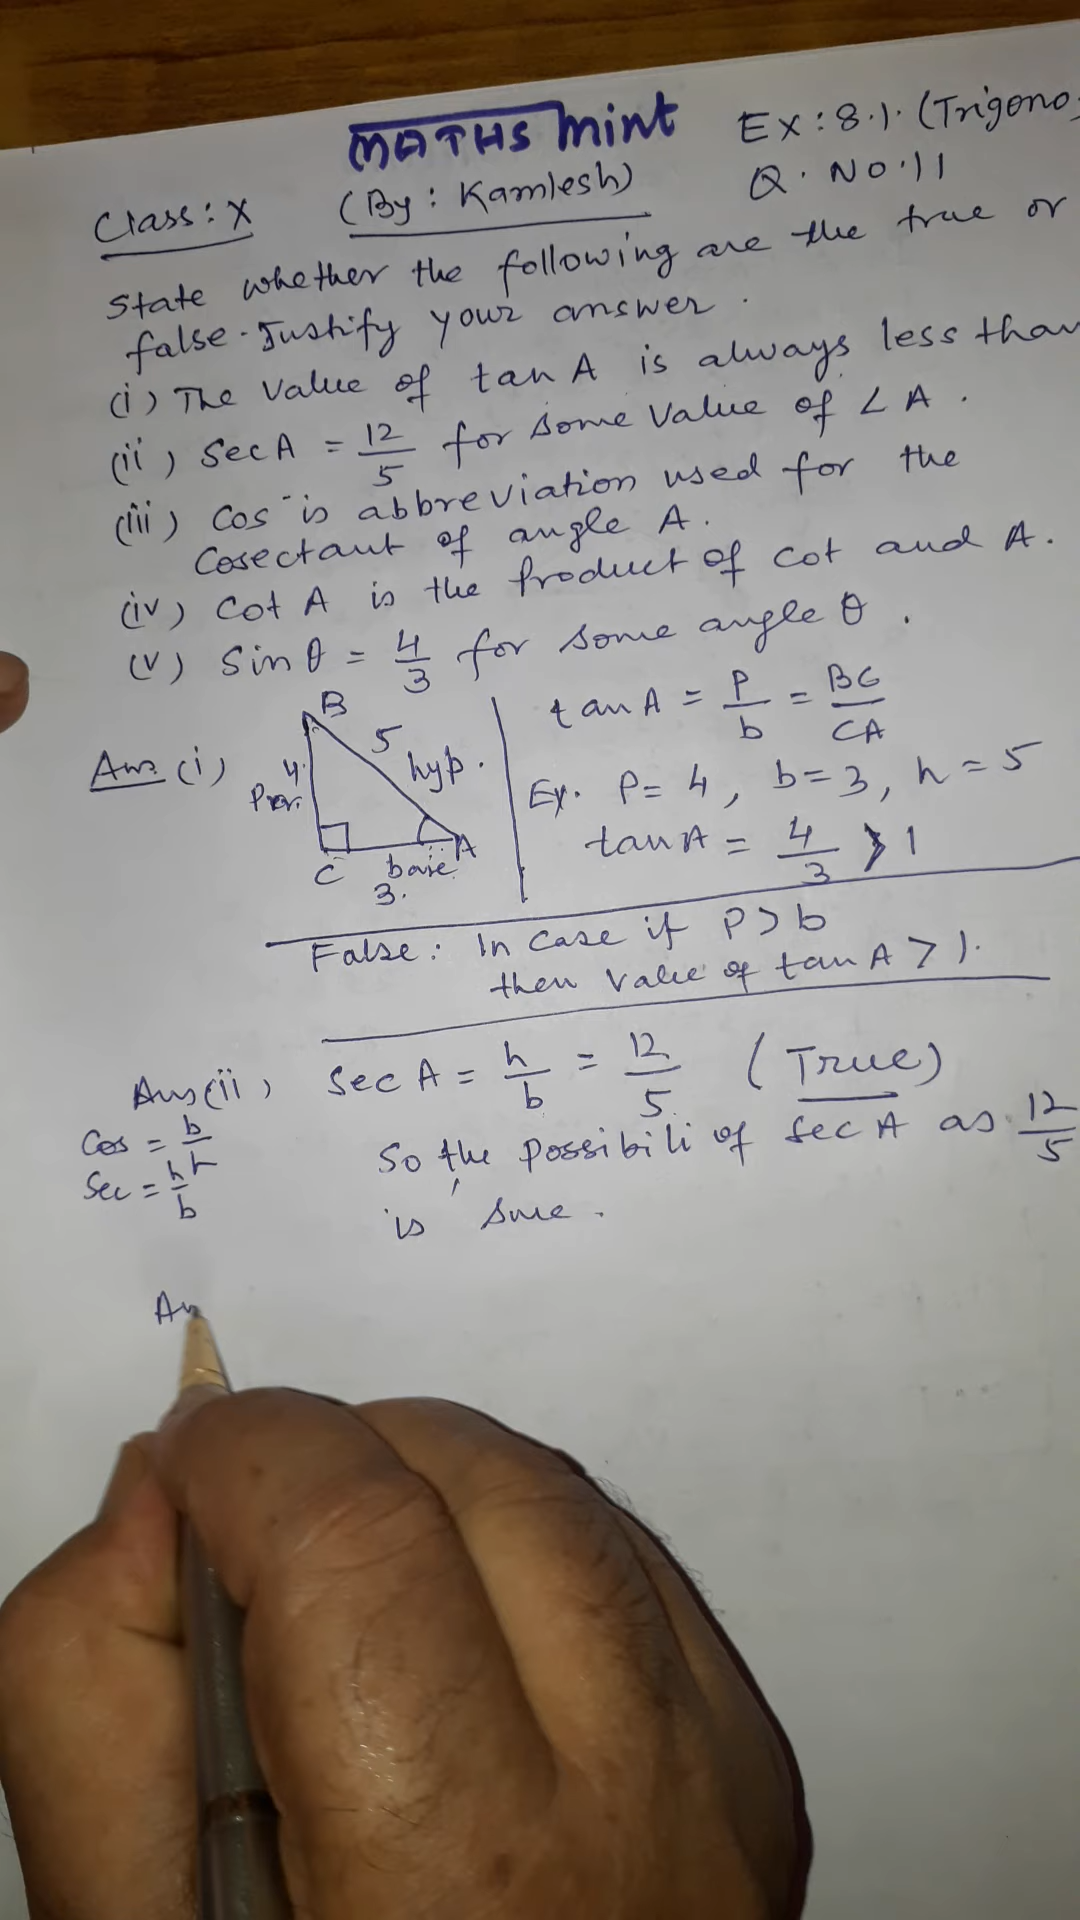 MATHS Mint
Ex: 8.1. (Trigono
Class: X
(By: Kamlesh)
Q. No. 11
State whether the following are the true or
false. Justify your answer.
(i) The value of tan A is always less than
(ii) Sec A = 12/5 for some value of ∠A.
(iii) Cos is abbreviation used for the
Cosectant of angle A.
(iv) Cot A is the product of cot and A.
(v) Sin θ = 4/3 for some angle θ.
Ans (i)
B
5
4
hyp.
Per.
C
base
A
3.
tan A = P/b = BC/CA
Ex. P = 4, b = 3, h = 5
tan A = 4/3 > 1
False: In case if P > b
then value of tan A > 1.
Ans (ii) Sec A = h/b = 12/5 (True)
Cos = b/h
Sec = h/b
So the possibili of sec A as 12/5
is sure.
An